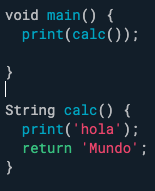 void main() {
  print(calc());
}
String calc() {
  print('hola');
  return 'Mundo';
}